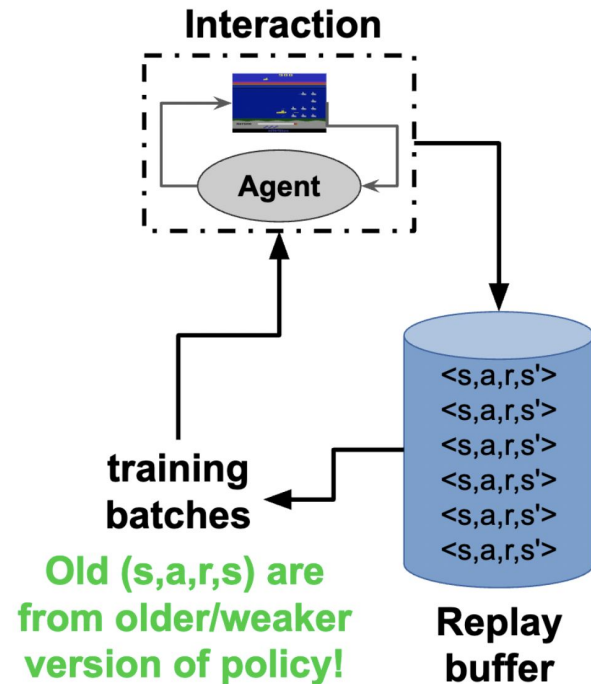 Interaction
Agent
<s,a,r,s'>
<s,a,r,s'>
<s,a,r,s'>
<s,a,r,s'>
<s,a,r,s'>
<s,a,r,s'>
training
batches
Old (s,a,r,s) are
from older/weaker
version of policy!
Replay
buffer